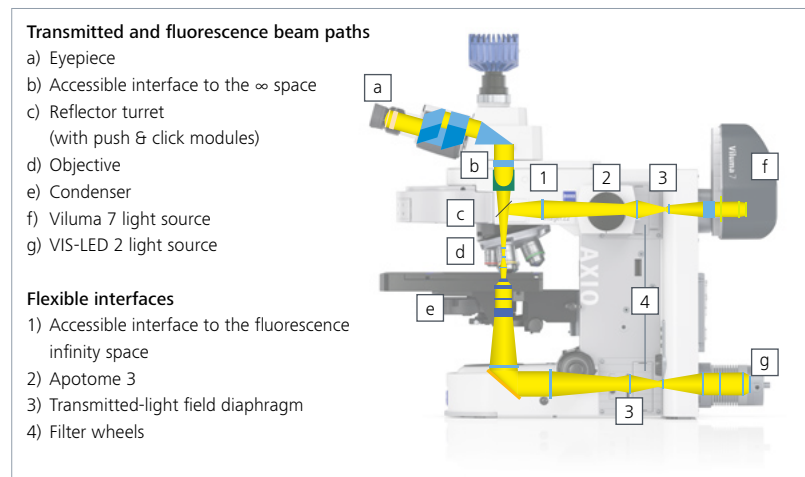 Transmitted and fluorescence beam paths
a) Eyepiece
b) Accessible interface to the ∞ space
c) Reflector turret
(with push & click modules)
d) Objective
e) Condenser
f) Viluma 7 light source
g) VIS-LED 2 light source
Flexible interfaces
1) Accessible interface to the fluorescence
infinity space
2) Apotome 3
3) Transmitted-light field diaphragm
4) Filter wheels
a
b
1
2
3
f
Viluma 7
c
d
AXIO
e
4
g
3